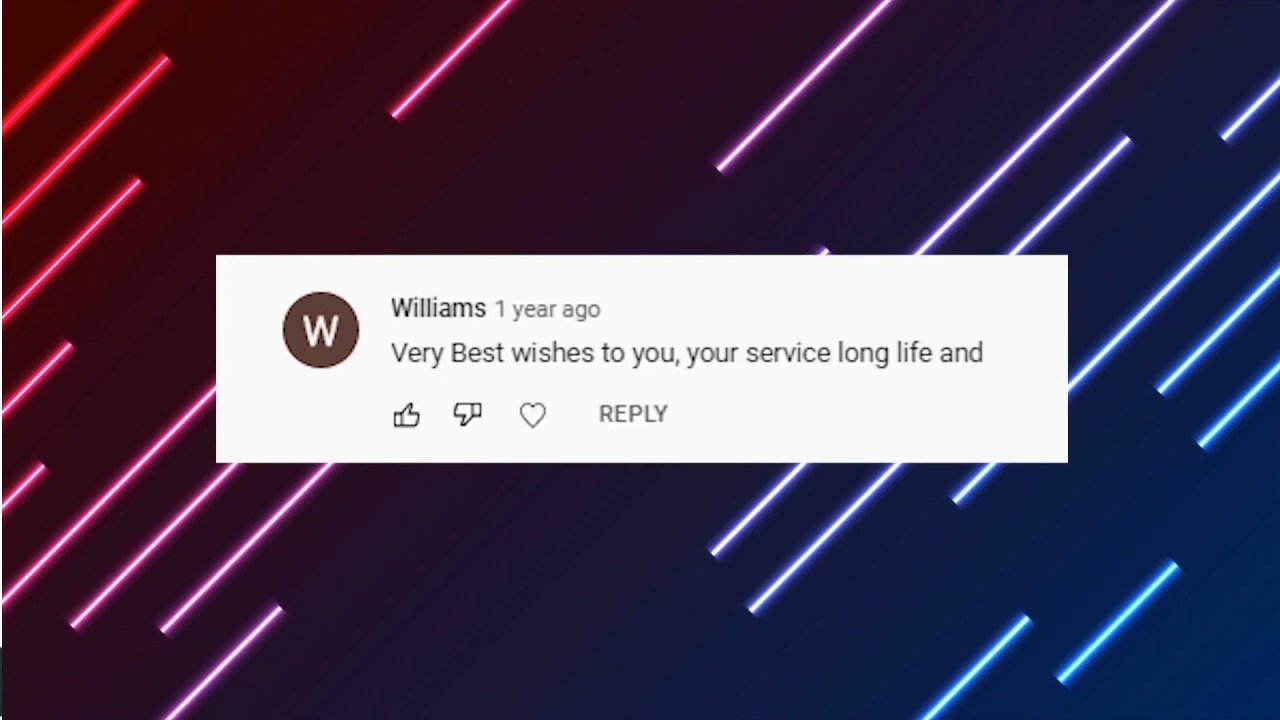 W
Williams 1 year ago
Very Best wishes to you, your service long life and
REPLY